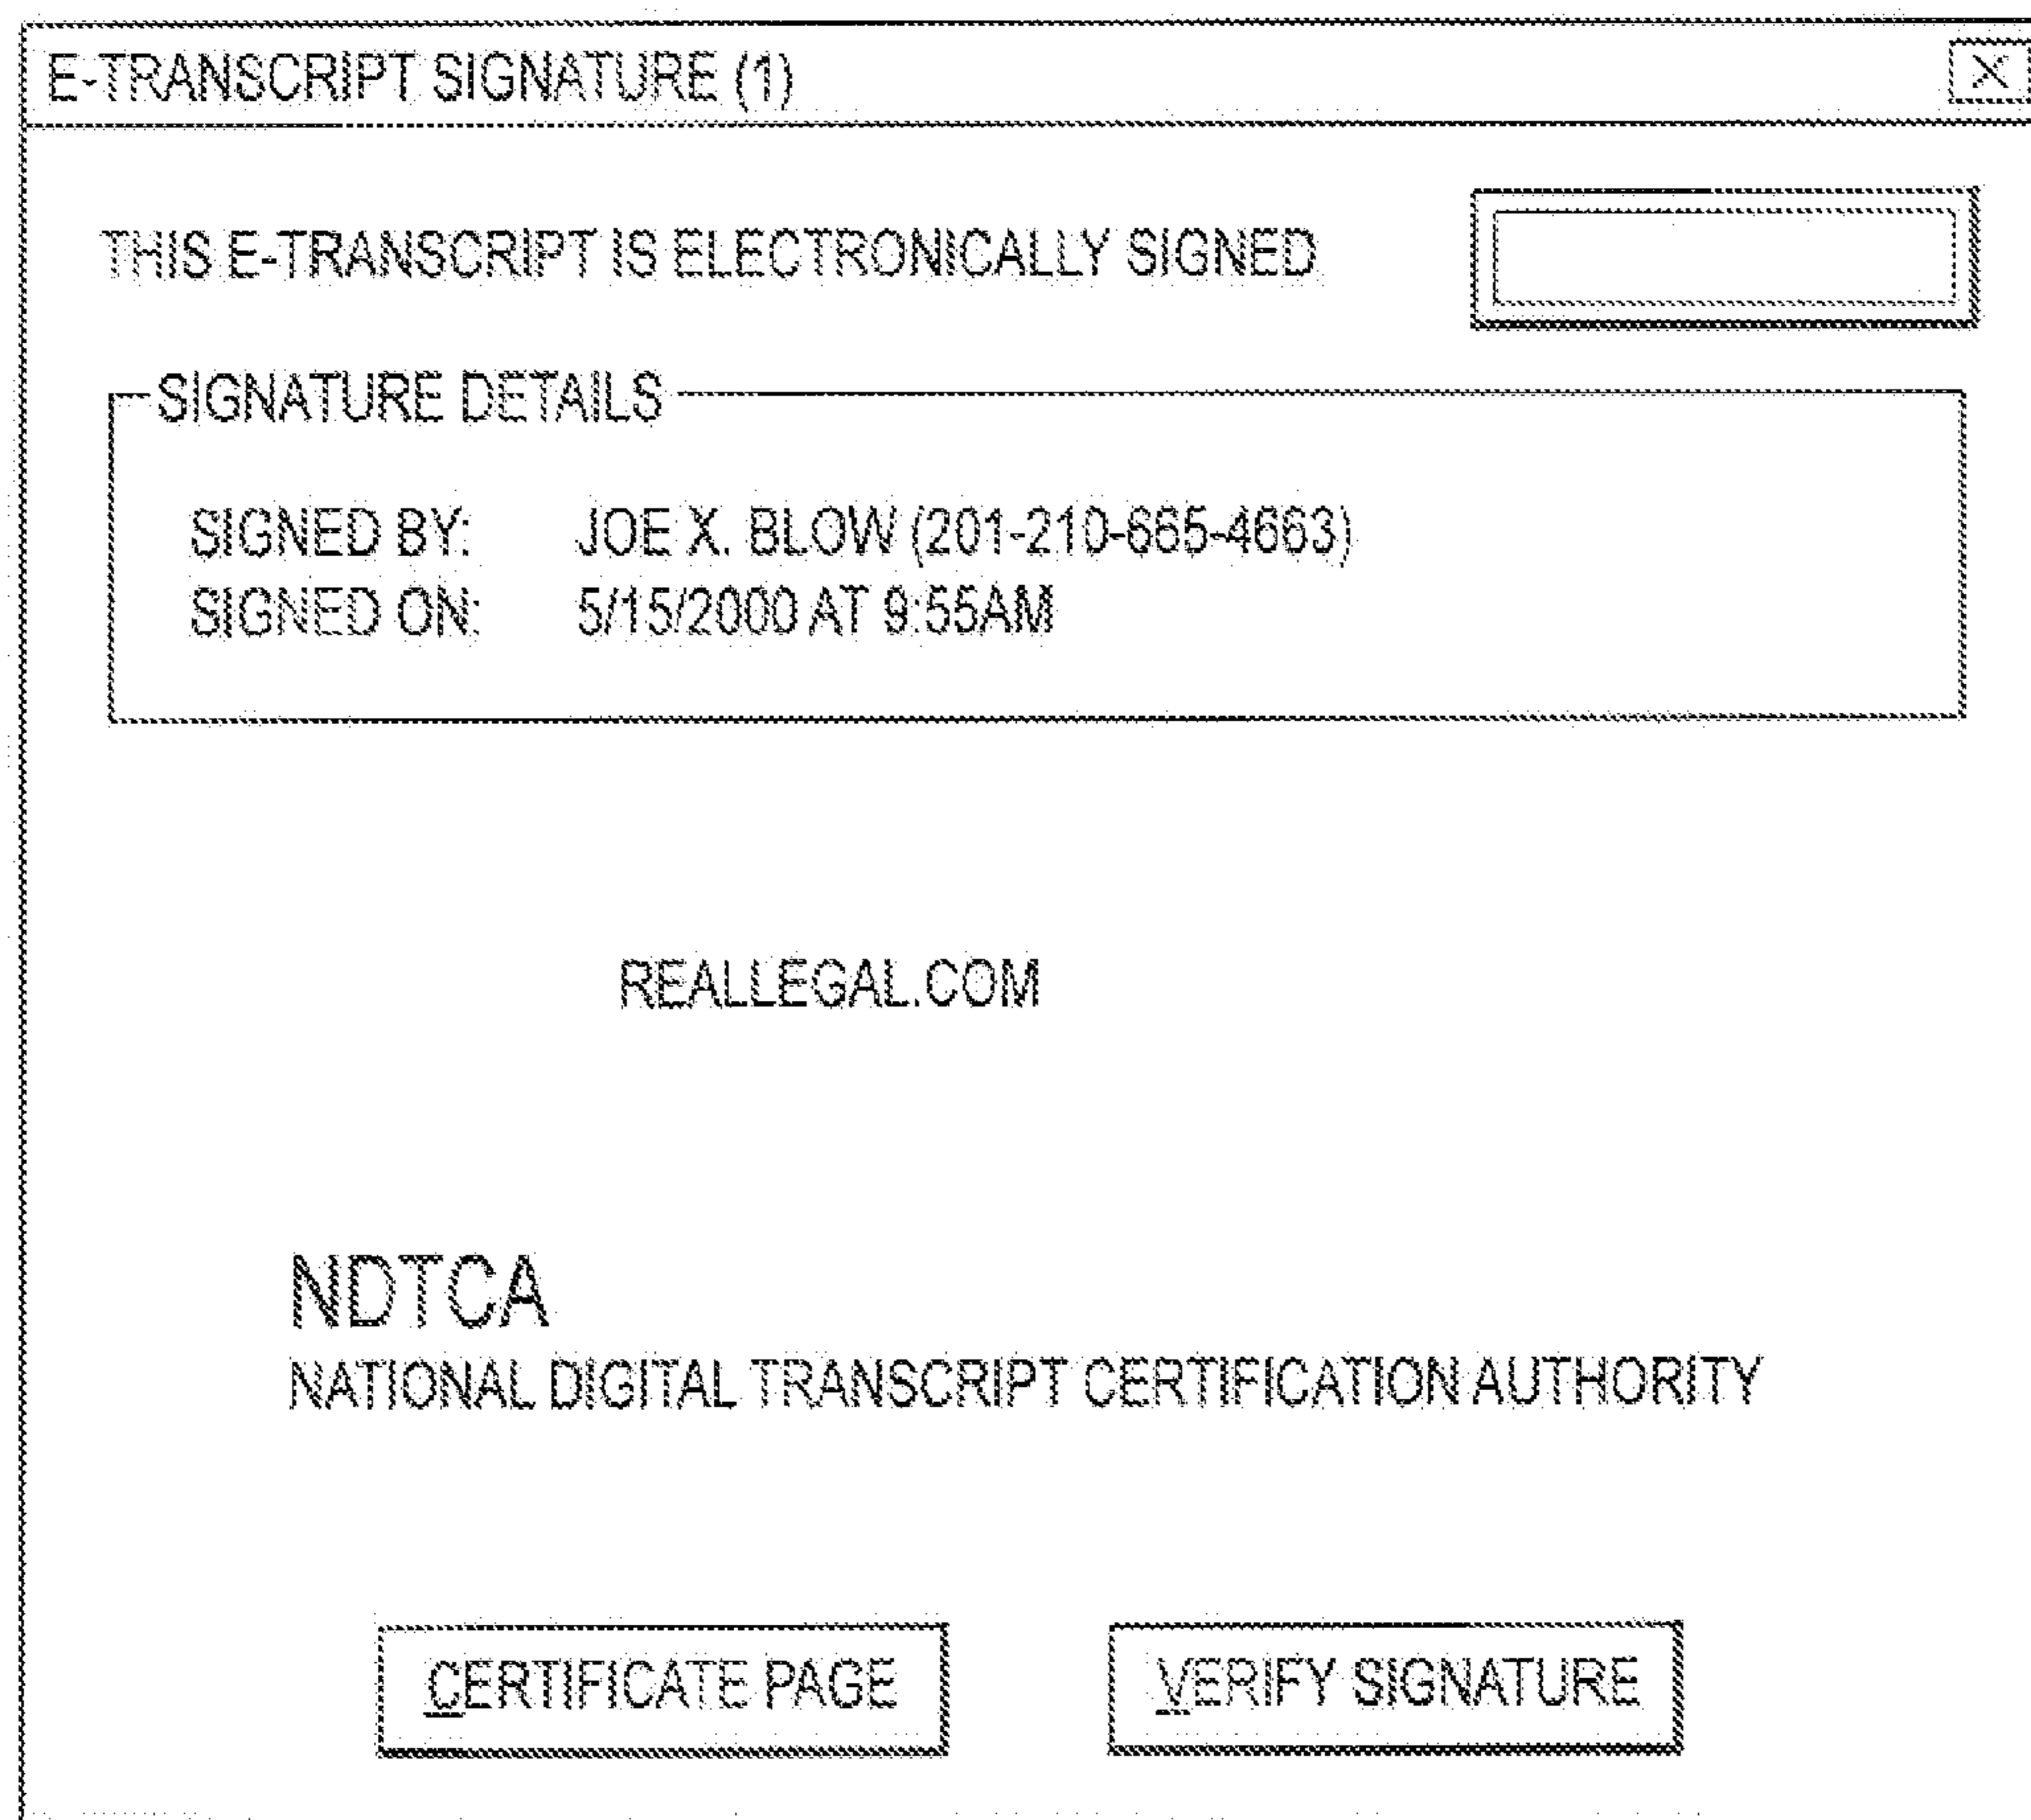 E-TRANSCRIPT SIGNATURE (1)
X
THIS E-TRANSCRIPT IS ELECTRONICALLY SIGNED
SIGNATURE DETAILS
SIGNED BY: JOE X. BLOW (201-210-665-4663)
SIGNED ON: 5/15/2000 AT 9:55AM
REALLEGAL.COM
NDTCA
NATIONAL DIGITAL TRANSCRIPT CERTIFICATION AUTHORITY
CERTIFICATE PAGE VERIFY SIGNATURE